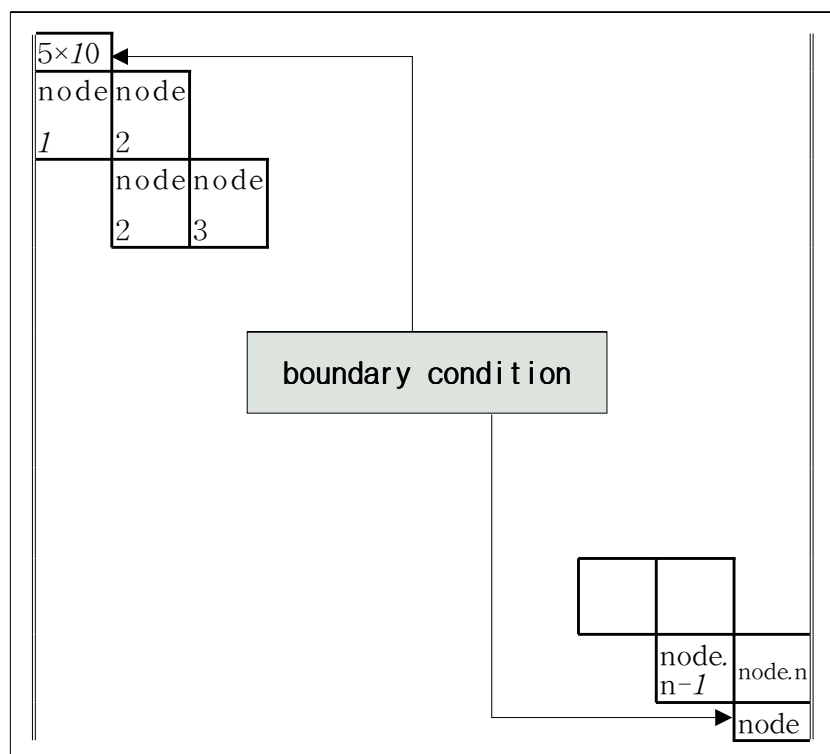 5×10
node node
1 2
node node
2 3
boundary condition
node.
n-1
node.n
node